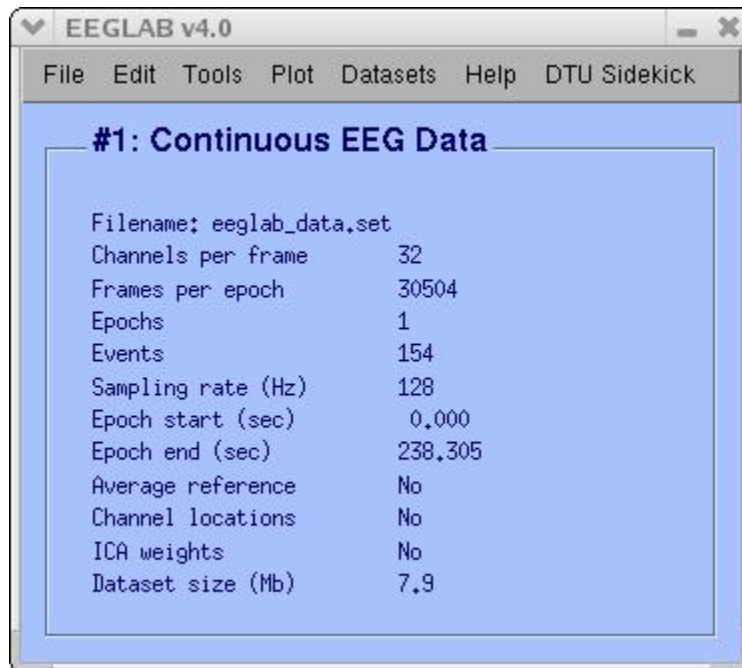 EEGLAB v4.0
File Edit Tools Plot Datasets Help DTU Sidekick
#1: Continuous EEG Data
Filename: eeglab_data.set
Channels per frame 32
Frames per epoch 30504
Epochs 1
Events 154
Sampling rate (Hz) 128
Epoch start (sec) 0.000
Epoch end (sec) 238.305
Average reference No
Channel locations No
ICA weights No
Dataset size (Mb) 7.9